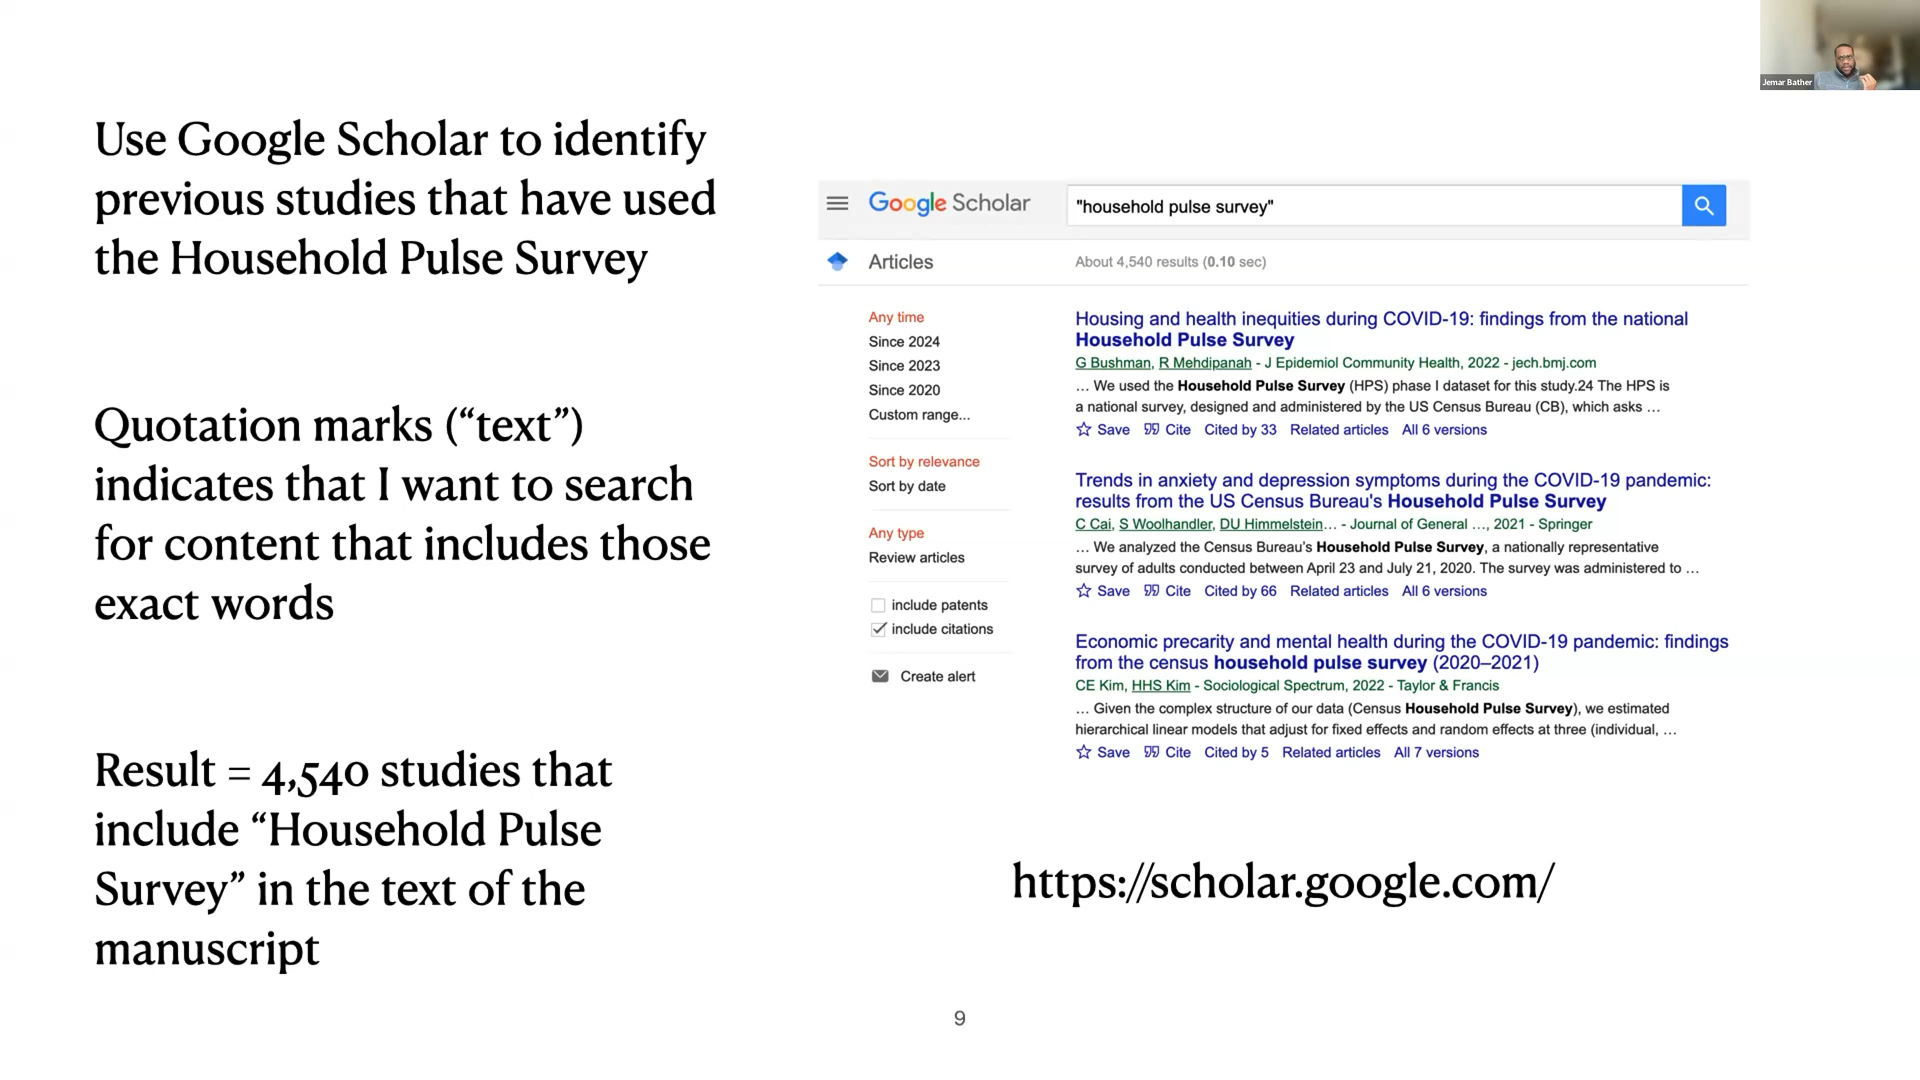 Jemar Bather
Use Google Scholar to identify
previous studies that have used
the Household Pulse Survey
Quotation marks (“text”)
indicates that I want to search
for content that includes those
exact words
Result = 4,540 studies that
include “Household Pulse
Survey” in the text of the
manuscript
Google Scholar
"household pulse survey"
Articles
About 4,540 results (0.10 sec)
Any time
Since 2024
Since 2023
Since 2020
Custom range...
Sort by relevance
Sort by date
Any type
Review articles
include patents
include citations
Create alert
Housing and health inequities during COVID-19: findings from the national
Household Pulse Survey
G Bushman, R Mehdipanah - J Epidemiol Community Health, 2022 - jech.bmj.com
… We used the Household Pulse Survey (HPS) phase I dataset for this study.24 The HPS is
a national survey, designed and administered by the US Census Bureau (CB), which asks …
Save Cite Cited by 33 Related articles All 6 versions
Trends in anxiety and depression symptoms during the COVID-19 pandemic:
results from the US Census Bureau's Household Pulse Survey
C Cai, S Woolhandler, DU Himmelstein… - Journal of General …, 2021 - Springer
… We analyzed the Census Bureau's Household Pulse Survey, a nationally representative
survey of adults conducted between April 23 and July 21, 2020. The survey was administered to …
Save Cite Cited by 66 Related articles All 6 versions
Economic precarity and mental health during the COVID-19 pandemic: findings
from the census household pulse survey (2020–2021)
CE Kim, HHS Kim - Sociological Spectrum, 2022 - Taylor & Francis
… Given the complex structure of our data (Census Household Pulse Survey), we estimated
hierarchical linear models that adjust for fixed effects and random effects at three (individual, …
Save Cite Cited by 5 Related articles All 7 versions
https://scholar.google.com/
9